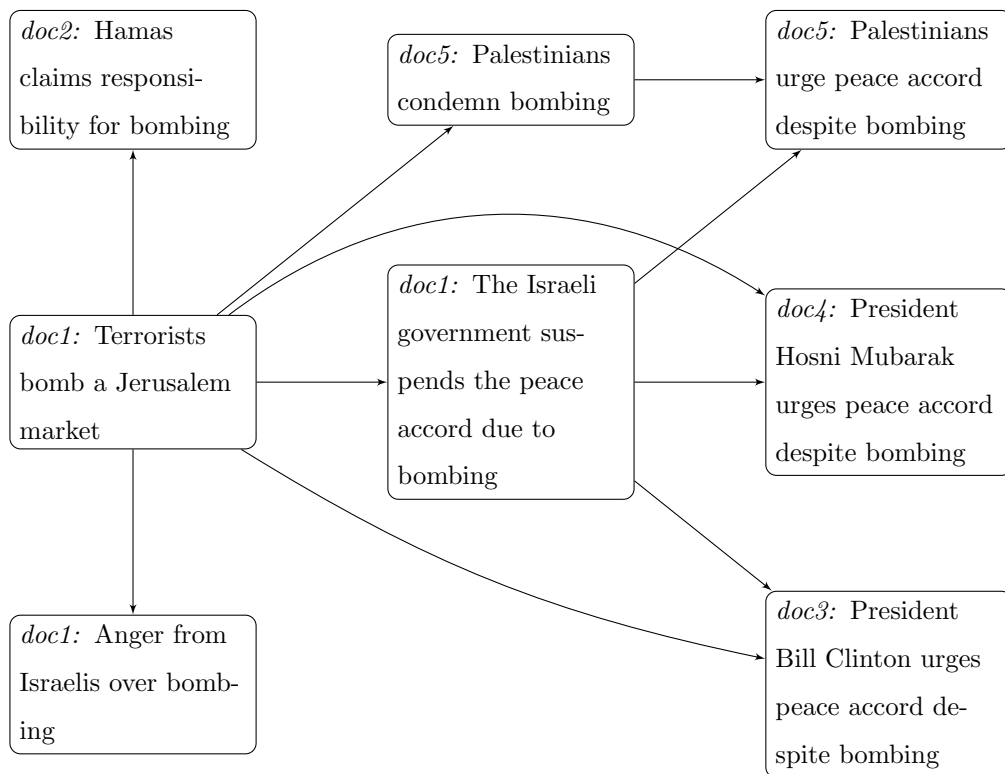 doc2: Hamas
claims responsi-
bility for bombing
doc5: Palestinians
condemn bombing
doc5: Palestinians
urge peace accord
despite bombing
doc1: Terrorists
bomb a Jerusalem
market
doc1: The Israeli
government sus-
pends the peace
accord due to
bombing
doc4: President
Hosni Mubarak
urges peace accord
despite bombing
doc1: Anger from
Israelis over bomb-
ing
doc3: President
Bill Clinton urges
peace accord de-
spite bombing